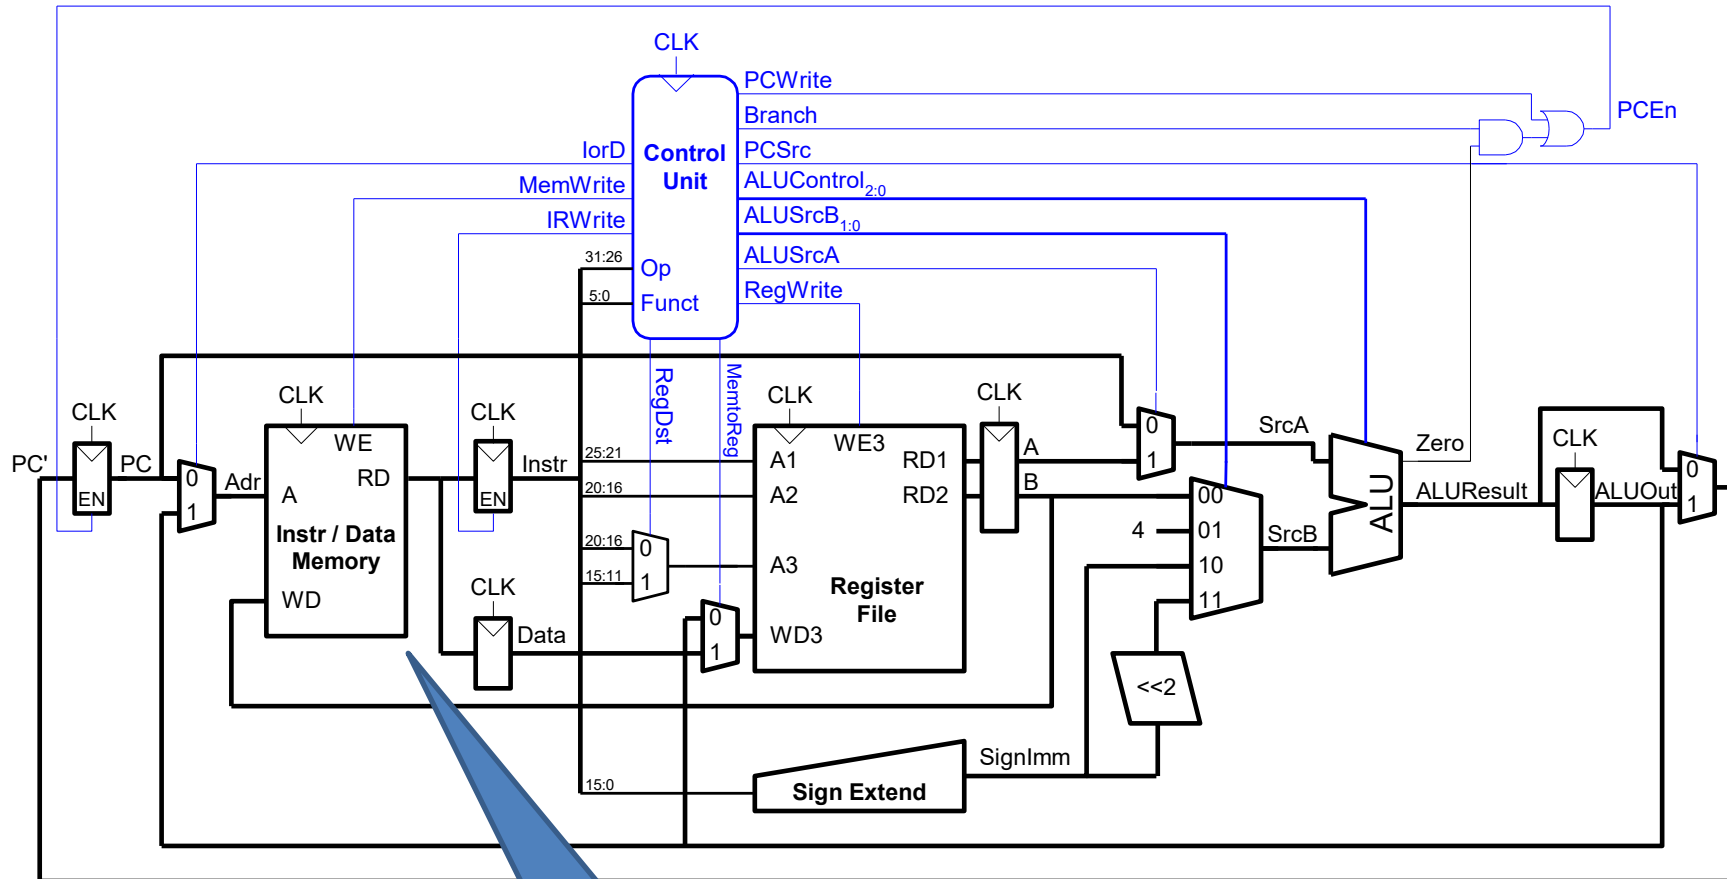 CLK
PCWrite
Branch
PCEn
IorD
Control
Unit
PCSrc
MemWrite
ALUControl2:0
IRWrite
ALUSrcB1:0
31:26
Op
ALUSrcA
5:0
Funct
RegWrite
RegDst
MemtoReg
CLK
CLK
CLK
CLK
CLK
CLK
PC'
EN
PC
0
1
Adr
WE
A
RD
Instr / Data
Memory
WD
EN
Instr
CLK
Data
25:21
20:16
20:16
15:11
0
1
0
1
A1
A2
A3
WD3
WE3
RD1
RD2
Register
File
A
B
0
1
00
4
01
10
11
SrcA
SrcB
ALU
Zero
ALUResult
ALUOut
0
1
<<2
15:0
Sign Extend
SignImm